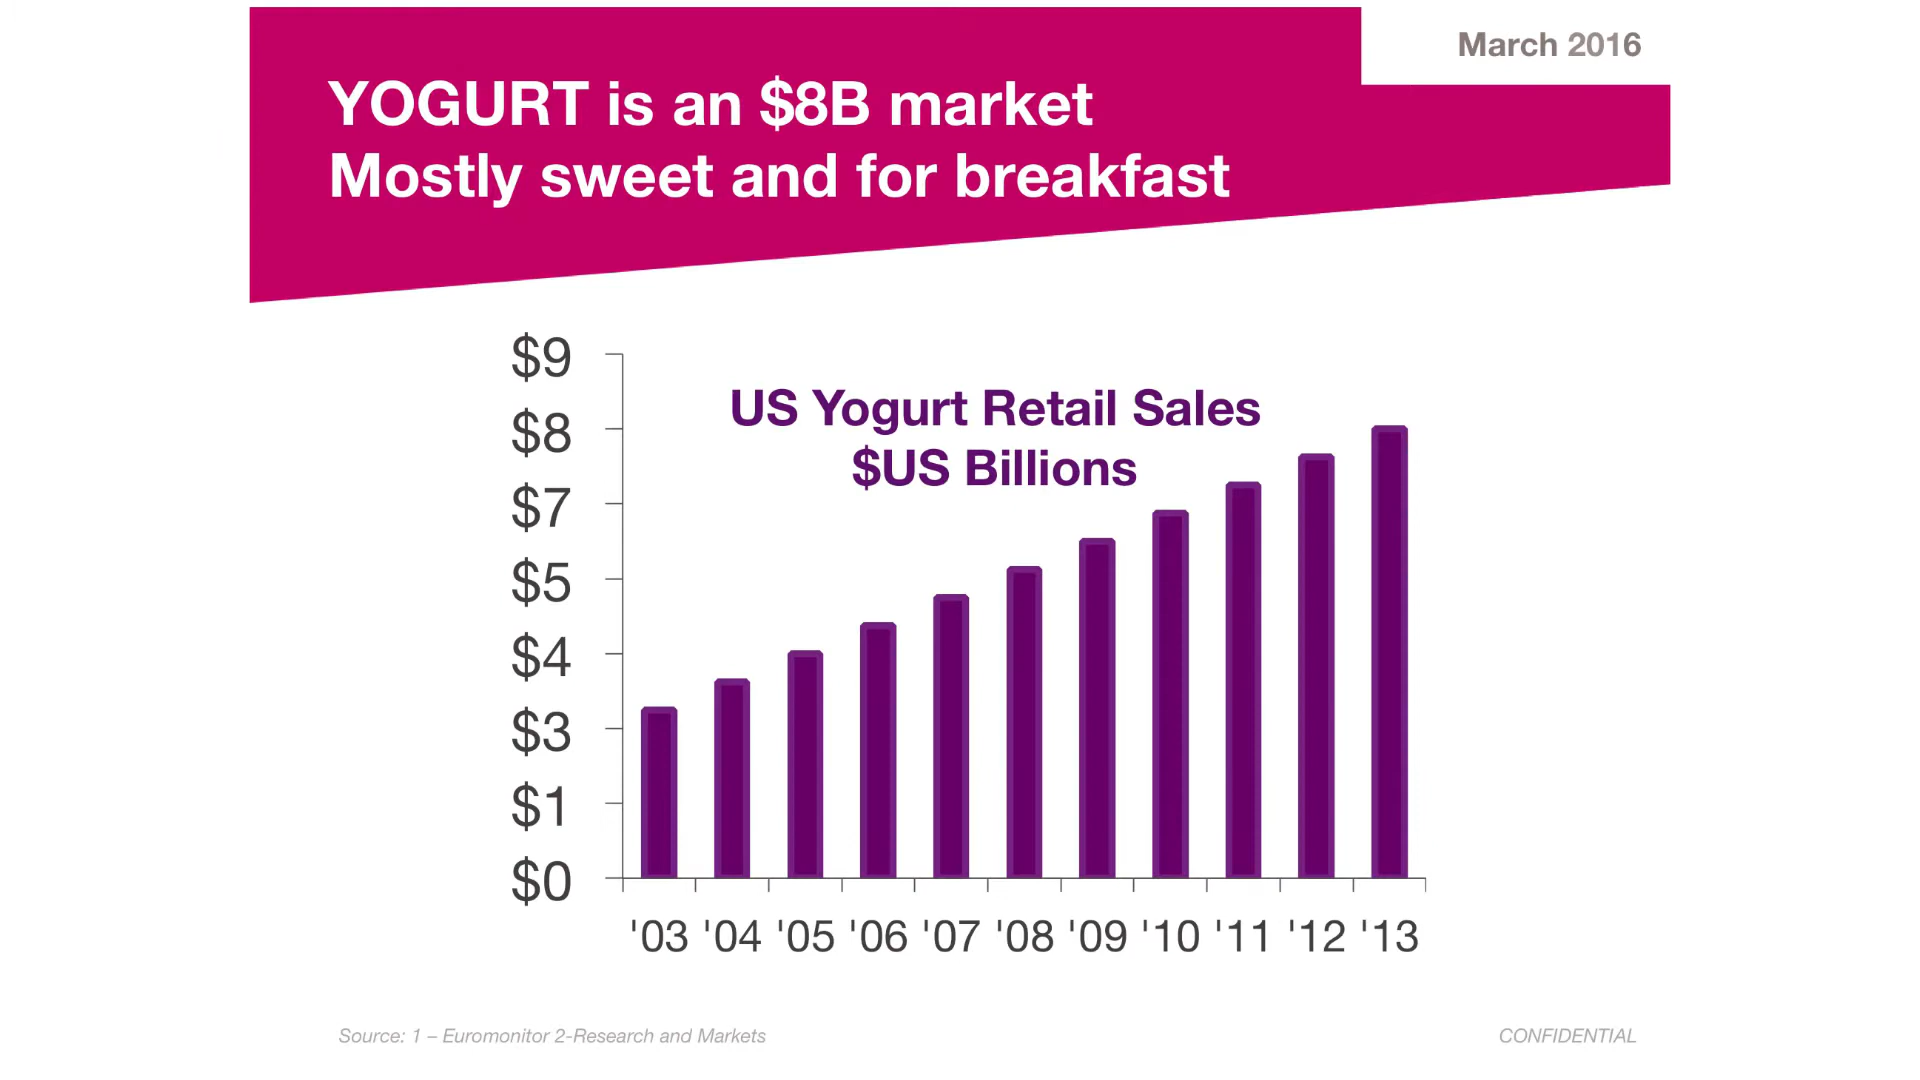 March 2016
YOGURT is an $8B market
Mostly sweet and for breakfast
US Yogurt Retail Sales
$US Billions
$9
$8
$7
$5
$4
$3
$1
$0
'03 '04 '05 '06 '07 '08 '09 '10 '11 '12 '13
Source: 1 – Euromonitor 2-Research and Markets
CONFIDENTIAL